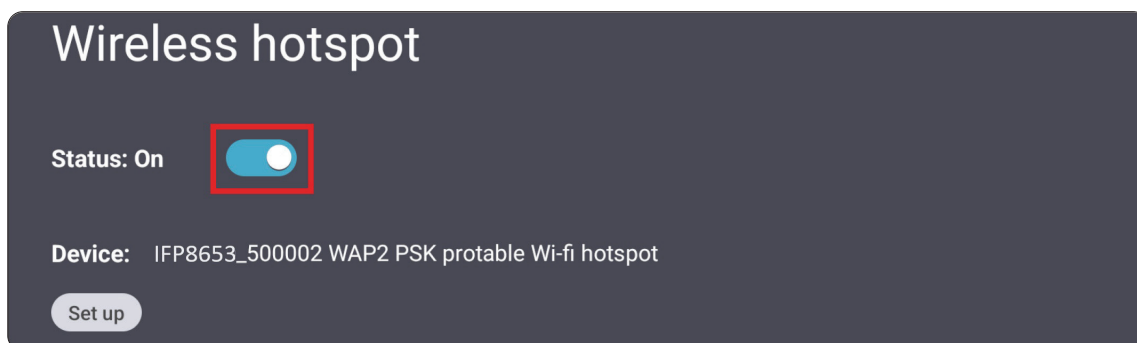 Wireless hotspot
Status: On
Device: IFP8653_500002 WAP2 PSK protable Wi-fi hotspot
Set up